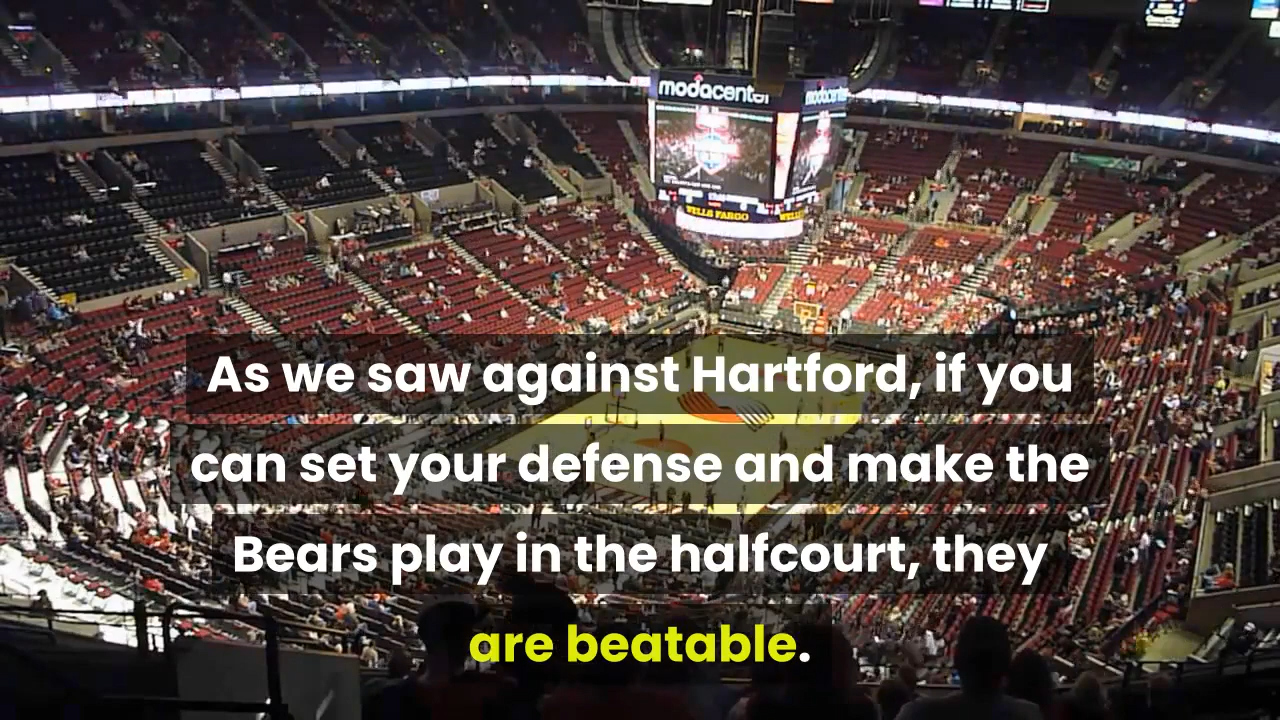 modacenter
modacenter
WELLS FARGO
As we saw against Hartford, if you
can set your defense and make the
Bears play in the halfcourt, they
are beatable.